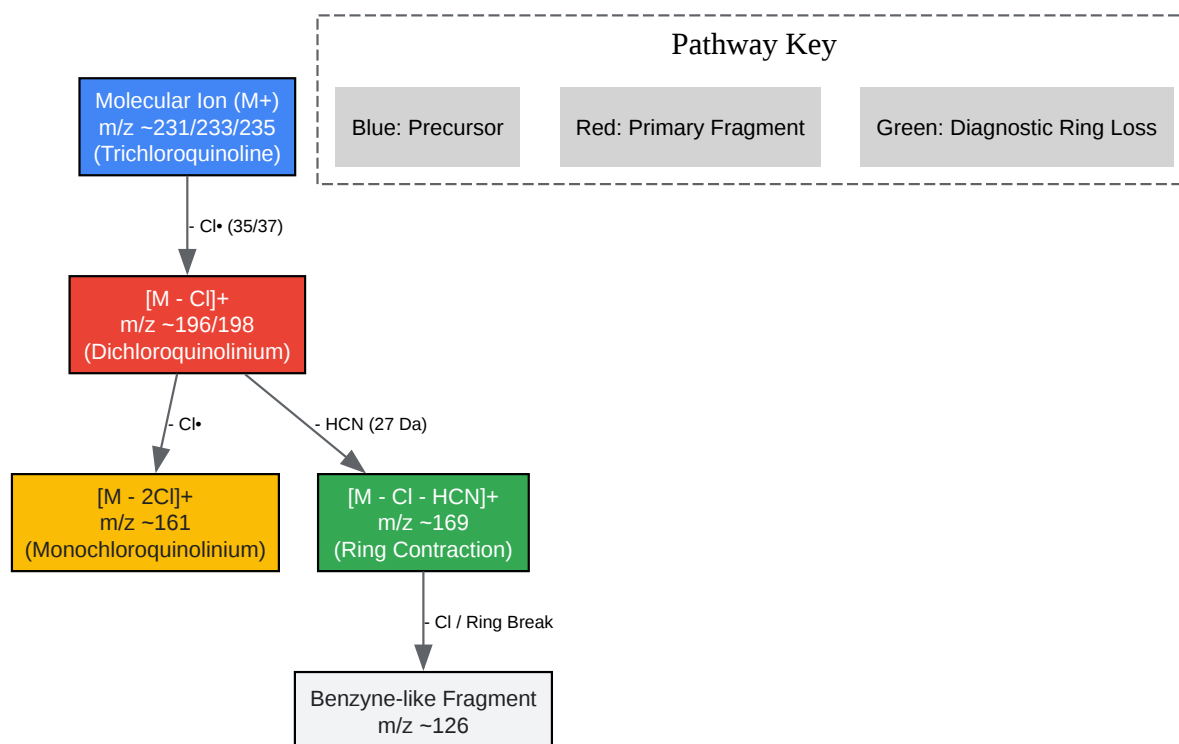 Pathway Key
Blue: Precursor
Red: Primary Fragment
Green: Diagnostic Ring Loss
Molecular Ion (M+)
m/z ~231/233/235
(Trichloroquinoline)
- Cl• (35/37)
[M - Cl]+
m/z ~196/198
(Dichloroquinolinium)
- Cl•
- HCN (27 Da)
[M - 2Cl]+
m/z ~161
(Monochloroquinolinium)
[M - Cl - HCN]+
m/z ~169
(Ring Contraction)
- Cl / Ring Break
Benzyne-like Fragment
m/z ~126